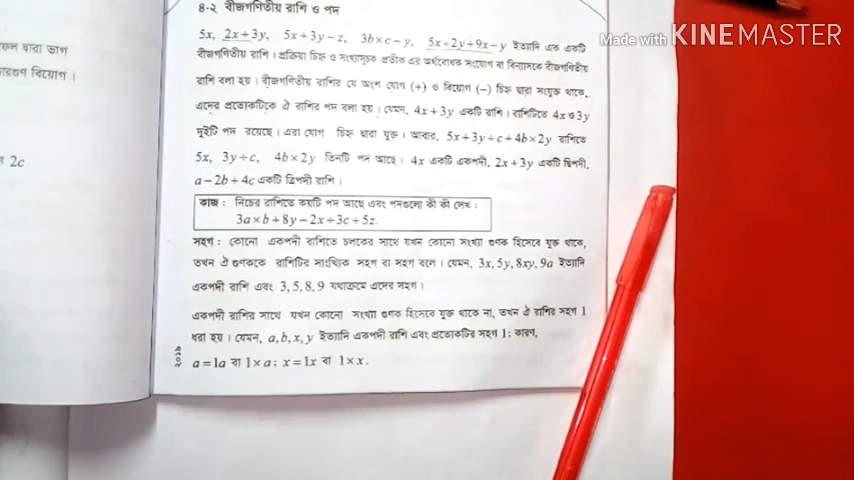 Made with KINEMASTER
ফল দ্বারা ভাগ
রগুণ বিয়োগ।
2c
৪·২ বীজগণিতীয় রাশি ও পদ
5x, 2x + 3y, 5x + 3y – z, 3b × c – y, 5x ÷ 2y + 9x – y ইত্যাদি এক একটি
বীজগণিতীয় রাশি। প্রক্রিয়া চিহ্ন ও সংখ্যাসূচক প্রতীক এর অর্থবোধক সংযোগ বা বিন্যাসকে বীজগণিতীয়
রাশি বলা হয়। বীজগণিতীয় রাশির যে অংশ যোগ (+) ও বিয়োগ (–) চিহ্ন দ্বারা সংযুক্ত থাকে,
এদের প্রত্যেকটিকে ঐ রাশির পদ বলা হয়। যেমন, 4x + 3y একটি রাশি। রাশিটিতে 4x ও 3y
দুইটি পদ রয়েছে। এরা যোগ চিহ্ন দ্বারা যুক্ত। আবার, 5x + 3y ÷ c + 4b × 2y রাশিতে
5x, 3y ÷ c, 4b × 2y তিনটি পদ আছে। 4x একটি একপদী, 2x + 3y একটি দ্বিপদী,
a – 2b + 4c একটি ত্রিপদী রাশি।
কাজ : নিচের রাশিতে কয়টি পদ আছে এবং পদগুলো কী কী লেখ :
3a × b + 8y – 2x ÷ 3c + 5z.
সহগ : কোনো একপদী রাশিতে চলকের সাথে যখন কোনো সংখ্যা গুণক হিসেবে যুক্ত থাকে,
তখন ঐ গুণককে রাশিটির সাংখ্যিক সহগ বা সহগ বলে। যেমন, 3x, 5y, 8xy, 9a ইত্যাদি
একপদী রাশি এবং 3, 5, 8, 9 যথাক্রমে এদের সহগ।
একপদী রাশির সাথে যখন কোনো সংখ্যা গুণক হিসেবে যুক্ত থাকে না, তখন ঐ রাশির সহগ 1
ধরা হয়। যেমন, a, b, x, y ইত্যাদি একপদী রাশি এবং প্রত্যেকটির সহগ 1; কারণ,
a = 1a বা 1 × a; x = 1x বা 1 × x.